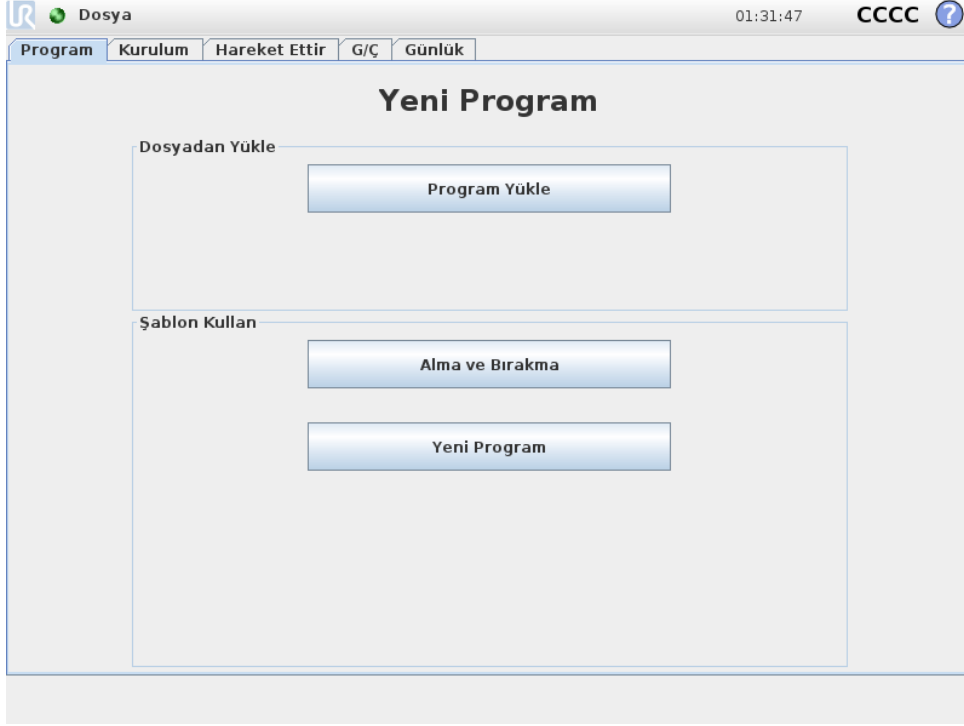 UR Dosya 01:31:47 CCCC ?
Program Kurulum Hareket Ettir G/Ç Günlük
Yeni Program
Dosyadan Yükle
Program Yükle
Şablon Kullan
Alma ve Bırakma
Yeni Program